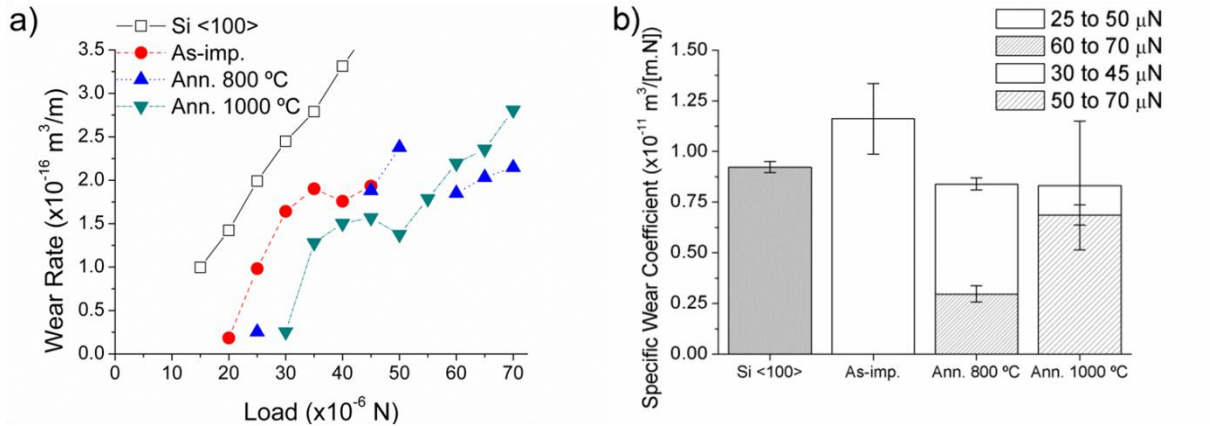 a)
Si <100>
As-imp.
Ann. 800 ºC
Ann. 1000 ºC
Wear Rate (x10⁻¹⁶ m³/m)
3.5
3.0
2.5
2.0
1.5
1.0
0.5
0.0
0 10 20 30 40 50 60 70
Load (x10⁻⁶ N)
b)
25 to 50 μN
60 to 70 μN
30 to 45 μN
50 to 70 μN
Specific Wear Coefficient (x10⁻¹¹ m³/[m.N])
1.50
1.25
1.00
0.75
0.50
0.25
0.00
Si <100> As-imp. Ann. 800 ºC Ann. 1000 ºC